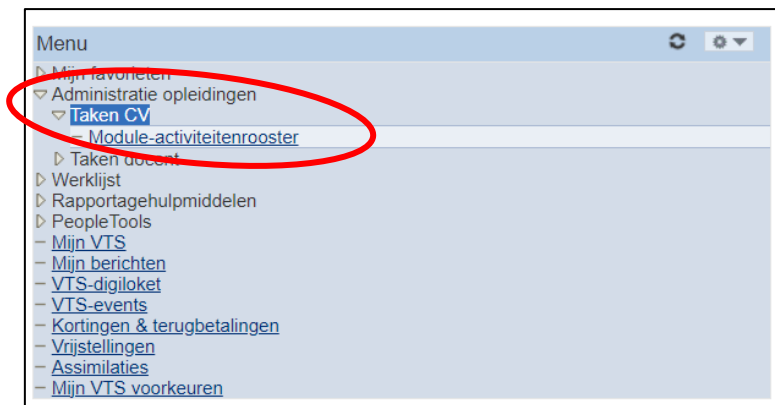 Menu
Mijn favorieten
Administratie opleidingen
Taken CV
Module-activiteitenrooster
Taken docent
Werklijst
Rapportagehulpmiddelen
PeopleTools
Mijn VTS
Mijn berichten
VTS-digiloket
VTS-events
Kortingen & terugbetalingen
Vrijstellingen
Assimilaties
Mijn VTS voorkeuren